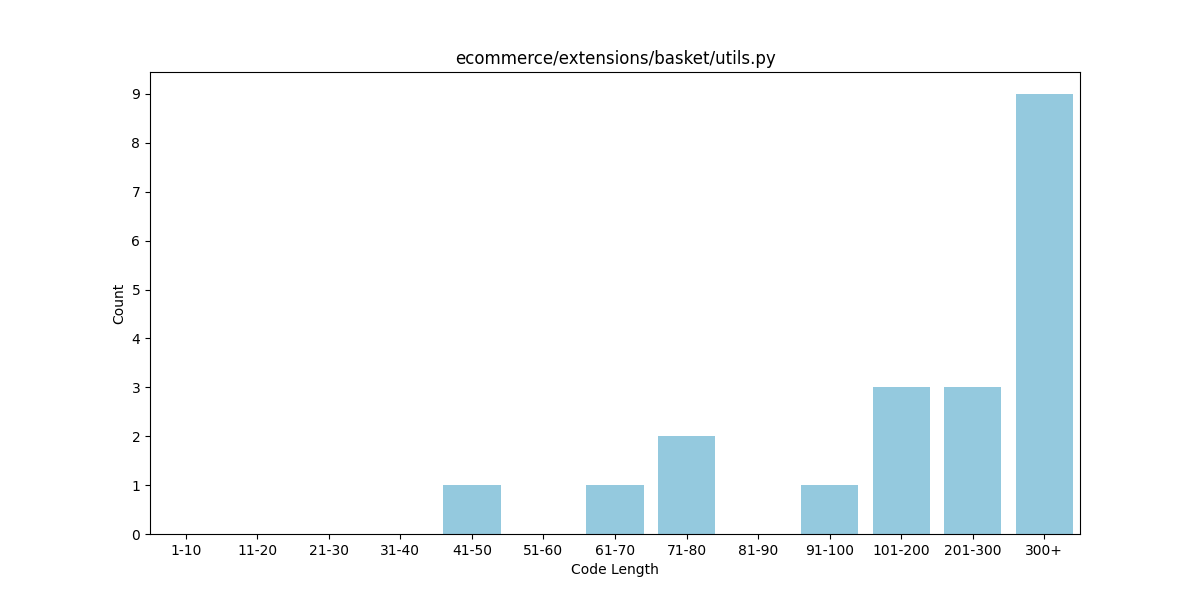 ecommerce/extensions/basket/utils.py
9
8
7
6
5
4
3
2
1
0
Count
1-10 11-20 21-30 31-40 41-50 51-60 61-70 71-80 81-90 91-100 101-200 201-300 300+
Code Length